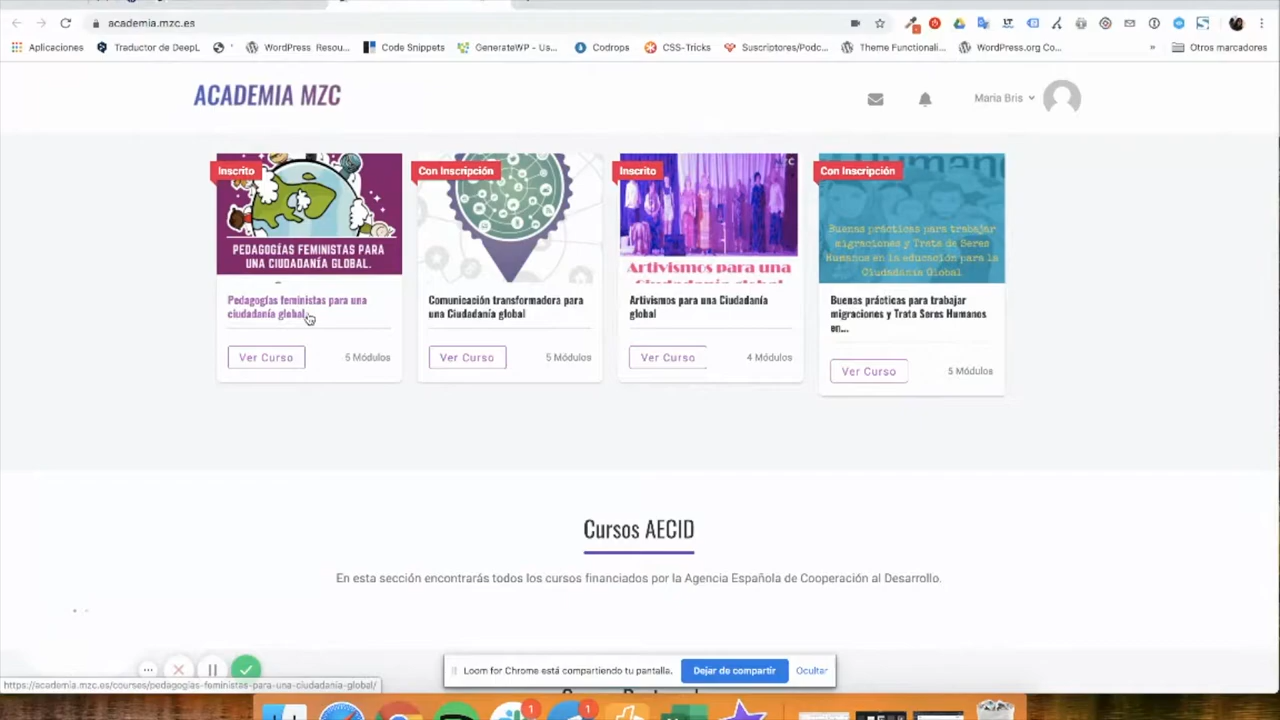 academia.mzc.es
Aplicaciones
Traductor de DeepL
WordPress Resou...
Code Snippets
GenerateWP - Us...
Codrops
CSS-Tricks
Suscriptores/Podc...
Theme Functionali...
WordPress.org Co...
»
Otros marcadores
ACADEMIA MZC
Maria Bris
Inscrito
PEDAGOGÍAS FEMINISTAS PARA
UNA CIUDADANÍA GLOBAL.
Pedagogías feministas para una
ciudadanía global
Ver Curso
5 Módulos
Con Inscripción
Comunicación transformadora para
una Ciudadanía global
Ver Curso
5 Módulos
Inscrito
MZC
Artivismos para una
Ciudadanía global
Artivismos para una Ciudadanía
global
Ver Curso
4 Módulos
Con Inscripción
Buenas prácticas para trabajar
migraciones y Trata de Seres
Humanos en la educación para la
Ciudadanía Global
Buenas prácticas para trabajar
migraciones y Trata Seres Humanos
en...
Ver Curso
5 Módulos
Cursos AECID
En esta sección encontrarás todos los cursos financiados por la Agencia Española de Cooperación al Desarrollo.
Loom for Chrome está compartiendo tu pantalla.
Dejar de compartir
Ocultar
https://academia.mzc.es/courses/pedagogias-feministas-para-una-ciudadania-global/
1
1